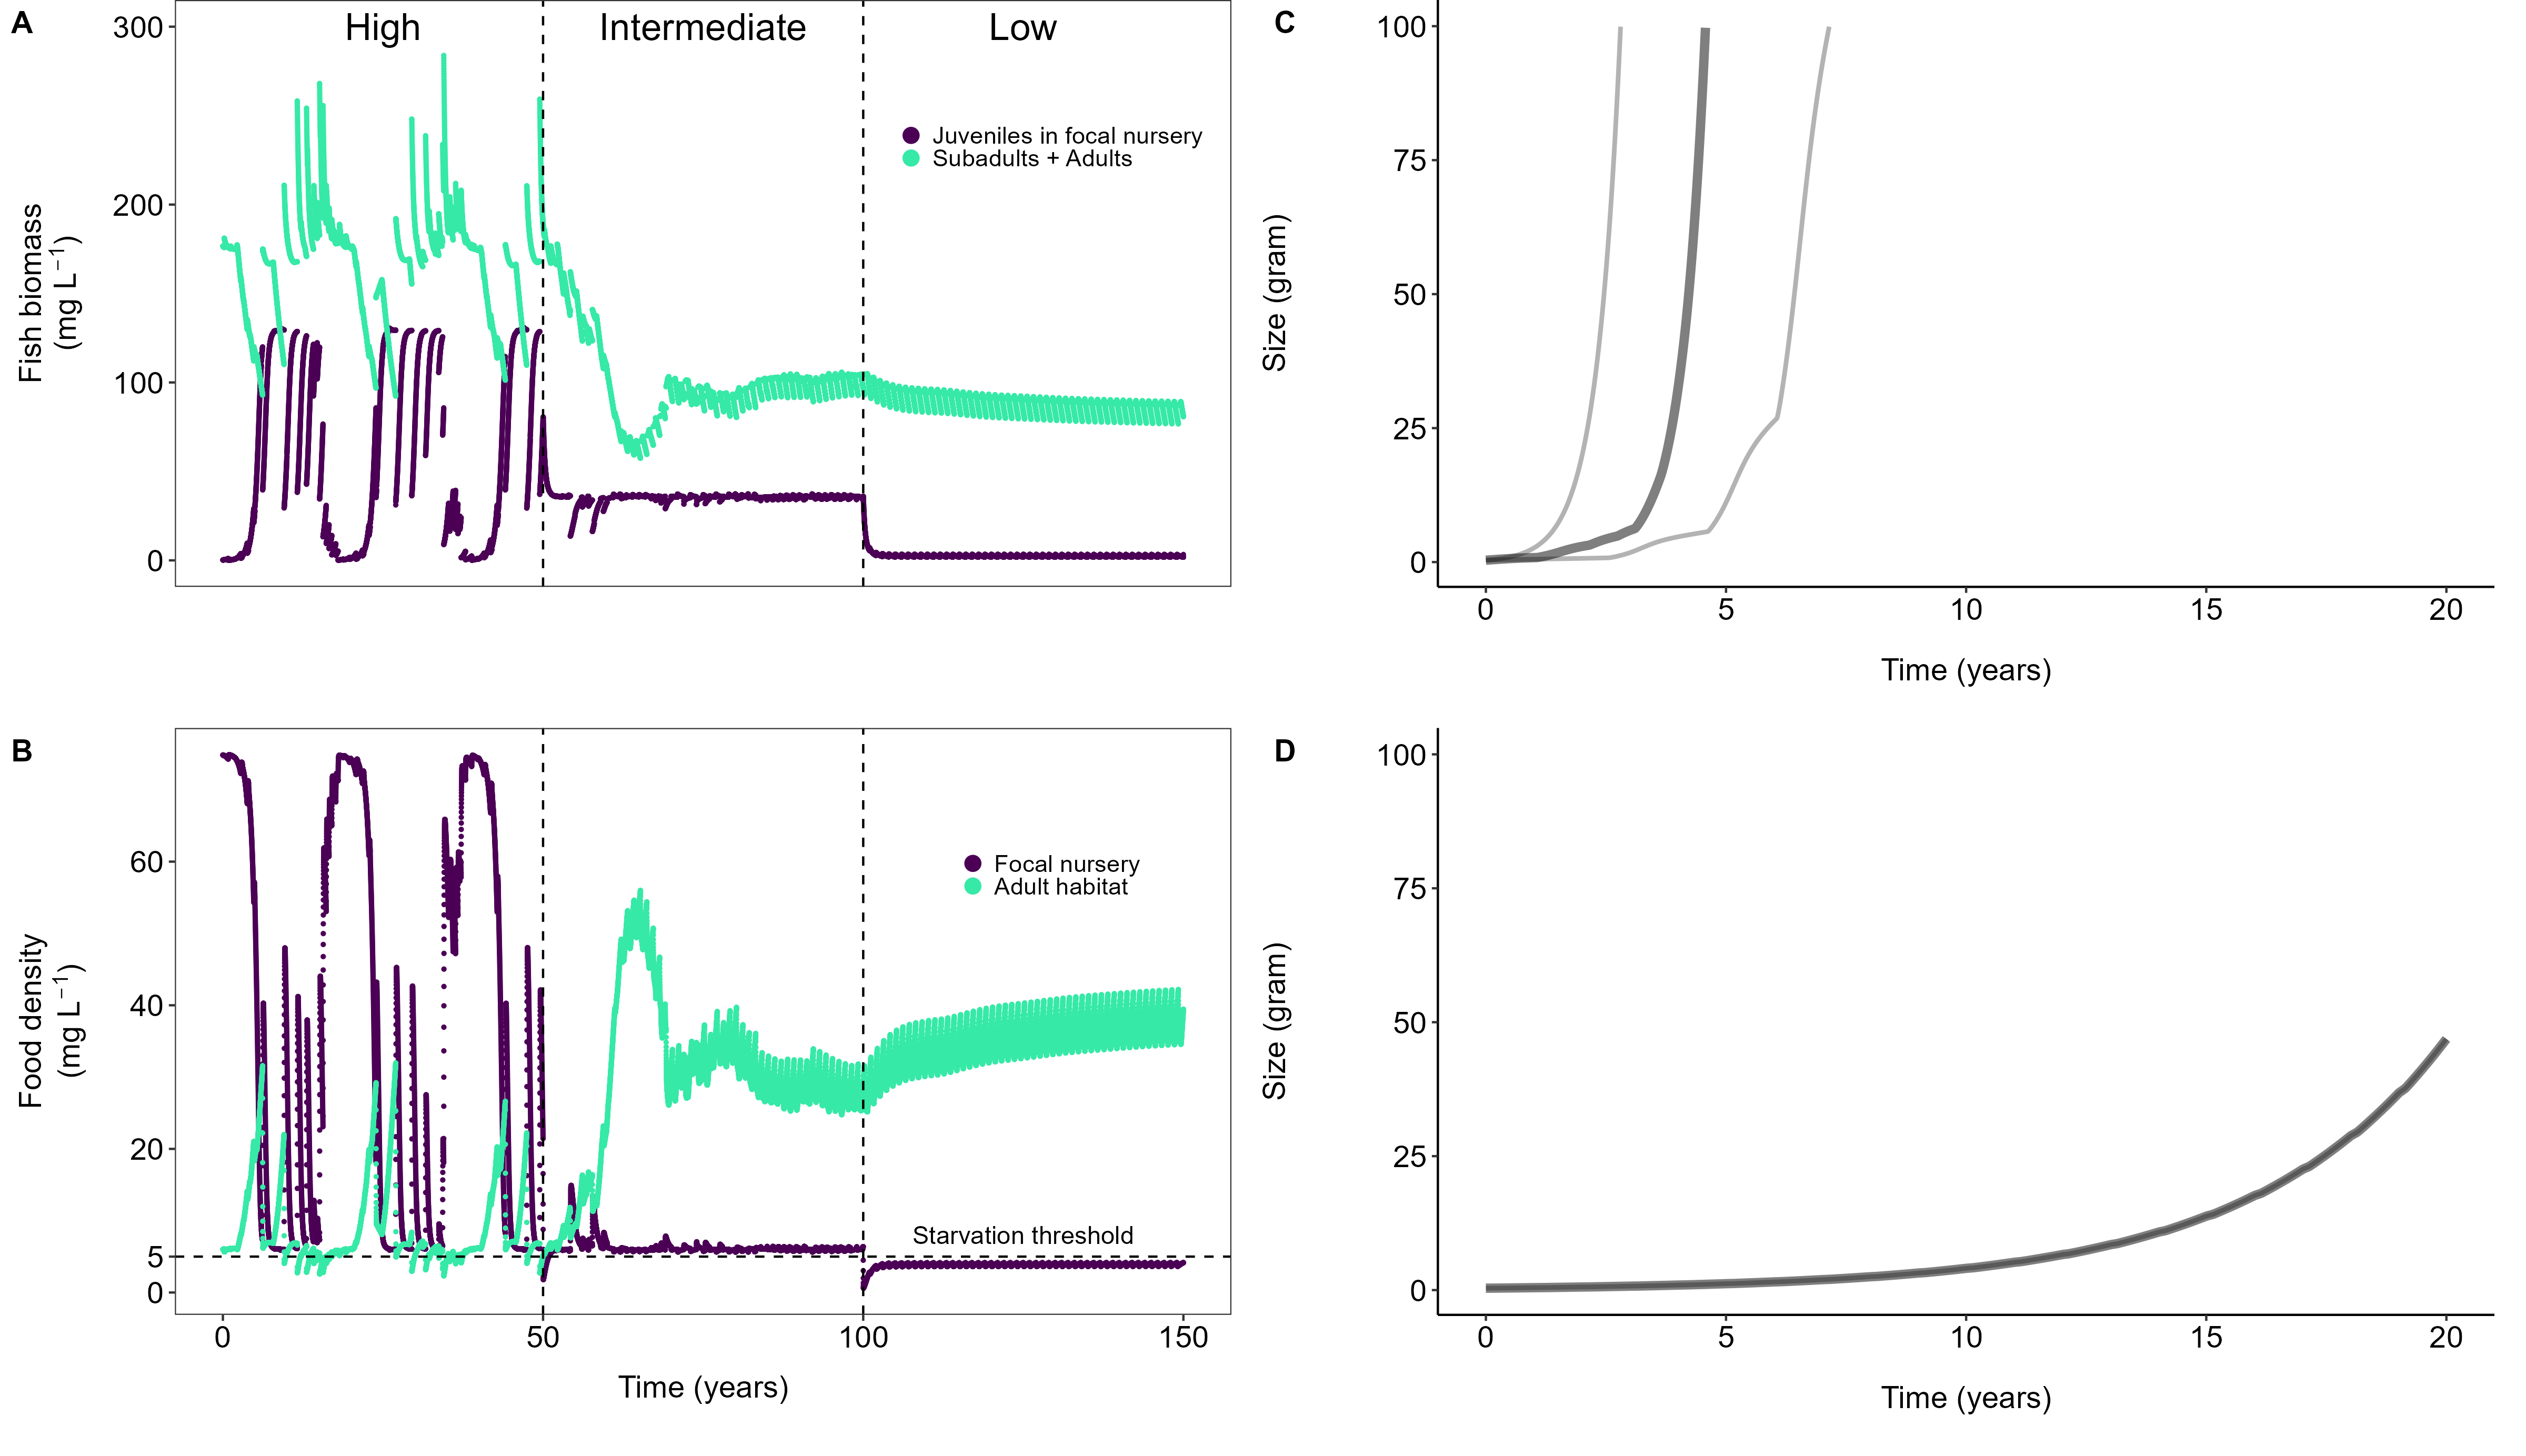 A
High Intermediate Low
300
200
100
0
Fish biomass
(mg L⁻¹)
Juveniles in focal nursery
Subadults + Adults
C
100
75
50
25
0
Size (gram)
0 5 10 15 20
Time (years)
B
60
40
20
5
0
Food density
(mg L⁻¹)
Focal nursery
Adult habitat
Starvation threshold
0 50 100 150
Time (years)
D
100
75
50
25
0
Size (gram)
0 5 10 15 20
Time (years)